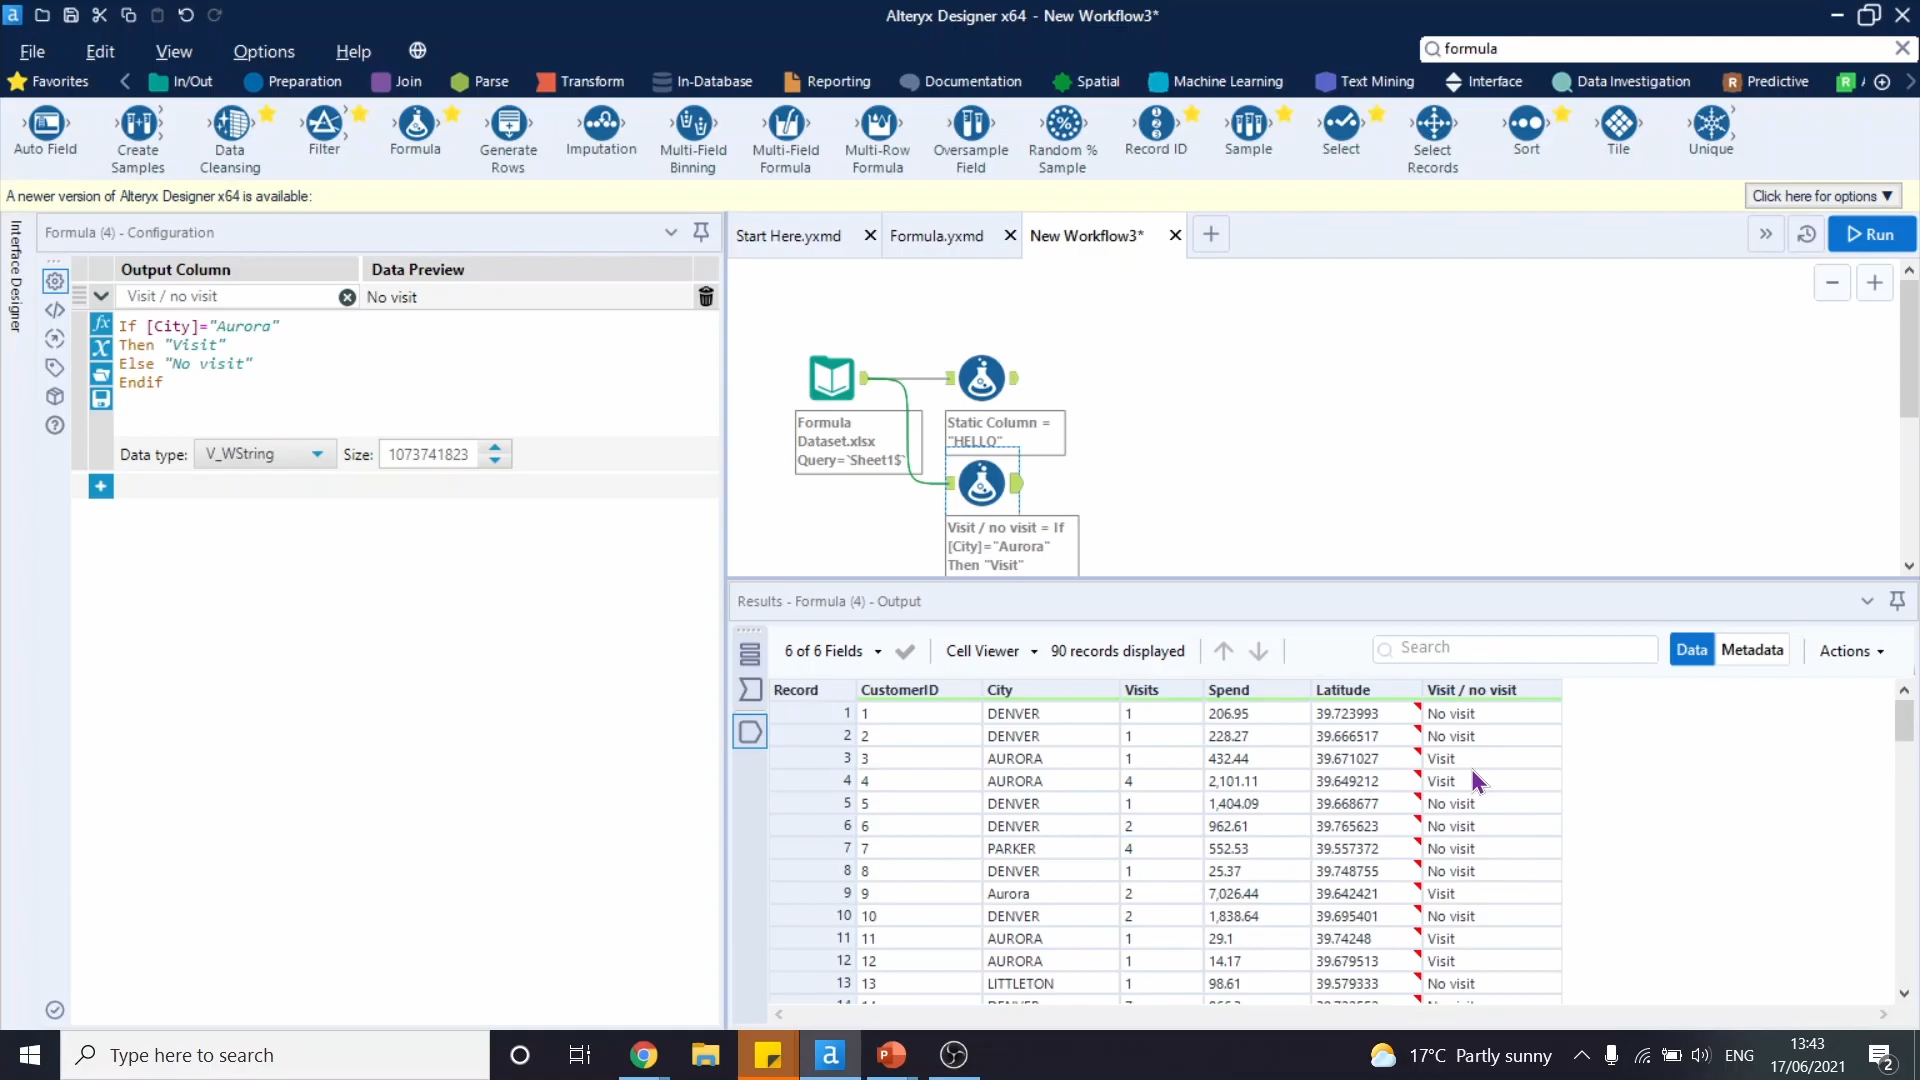 Alteryx Designer x64 - New Workflow3*
File Edit View Options Help
formula
Favorites In/Out Preparation Join Parse Transform In-Database Reporting Documentation Spatial Machine Learning Text Mining Interface Data Investigation Predictive
Auto Field
Create Samples
Data Cleansing
Filter
Formula
Generate Rows
Imputation
Multi-Field Binning
Multi-Field Formula
Multi-Row Formula
Oversample Field
Random % Sample
Record ID
Sample
Select
Select Records
Sort
Tile
Unique
A newer version of Alteryx Designer x64 is available:
Click here for options ▼
Interface Designer
Formula (4) - Configuration
Output Column Data Preview
Visit / no visit No visit
If [City]="Aurora"
Then "Visit"
Else "No visit"
Endif
Data type: V_WString Size: 1073741823
Start Here.yxmd Formula.yxmd New Workflow3*
Run
Formula
Dataset.xlsx
Query=`Sheet1$`
Static Column =
"HELLO"
Visit / no visit = If
[City]="Aurora"
Then "Visit"
Results - Formula (4) - Output
6 of 6 Fields Cell Viewer 90 records displayed Search Data Metadata Actions
Record CustomerID City Visits Spend Latitude Visit / no visit
1 1 DENVER 1 206.95 39.723993 No visit
2 2 DENVER 1 228.27 39.666517 No visit
3 3 AURORA 1 432.44 39.671027 Visit
4 4 AURORA 4 2,101.11 39.649212 Visit
5 5 DENVER 1 1,404.09 39.668677 No visit
6 6 DENVER 2 962.61 39.765623 No visit
7 7 PARKER 4 552.53 39.557372 No visit
8 8 DENVER 1 25.37 39.748755 No visit
9 9 Aurora 2 7,026.44 39.642421 Visit
10 10 DENVER 2 1,838.64 39.695401 No visit
11 11 AURORA 1 29.1 39.74248 Visit
12 12 AURORA 1 14.17 39.679513 Visit
13 13 LITTLETON 1 98.61 39.579333 No visit
Type here to search
17°C Partly sunny
ENG
13:43
17/06/2021
2